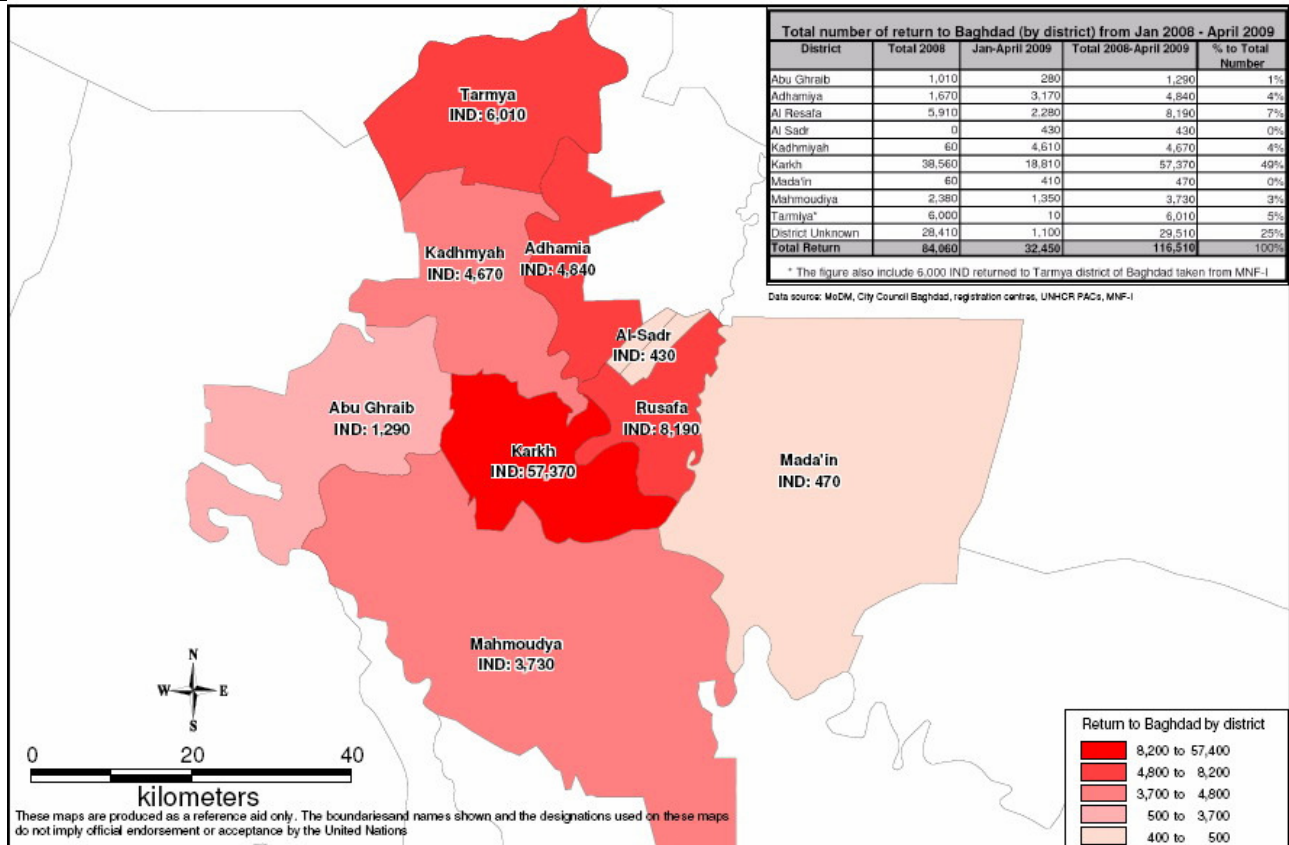 Total number of return to Baghdad (by district) from Jan 2008 - April 2009
District Total 2008 Jan-April 2009 Total 2008-April 2009 % to Total Number
Abu Ghraib 1,010 280 1,290 1%
Adhamiya 1,670 3,170 4,840 4%
Al Resafa 5,910 2,280 8,190 7%
Al Sadr 0 430 430 0%
Kadhmiyah 60 4,610 4,670 4%
Karkh 38,560 18,810 57,370 49%
Mada'in 60 410 470 0%
Mahmoudiya 2,380 1,350 3,730 3%
Tarmiya* 6,000 10 6,010 5%
District Unknown 28,410 1,100 29,510 25%
Total Return 84,060 32,450 116,510 100%
* The figure also include 6,000 IND returned to Tarmya district of Baghdad taken from MNF-I
Data source: MoDM, City Council Baghdad, registration centres, UNHCR PACs, MNF-I
Tarmya
IND: 6,010
Kadhmyah
IND: 4,670
Adhamia
IND: 4,840
Al-Sadr
IND: 430
Abu Ghraib
IND: 1,290
Rusafa
IND: 8,190
Karkh
IND: 57,370
Mada'in
IND: 470
Mahmoudya
IND: 3,730
N
W E
S
0 20 40
kilometers
These maps are produced as a reference aid only. The boundariesand names shown and the designations used on these maps
do not imply official endorsement or acceptance by the United Nations
Return to Baghdad by district
8,200 to 57,400
4,800 to 8,200
3,700 to 4,800
500 to 3,700
400 to 500